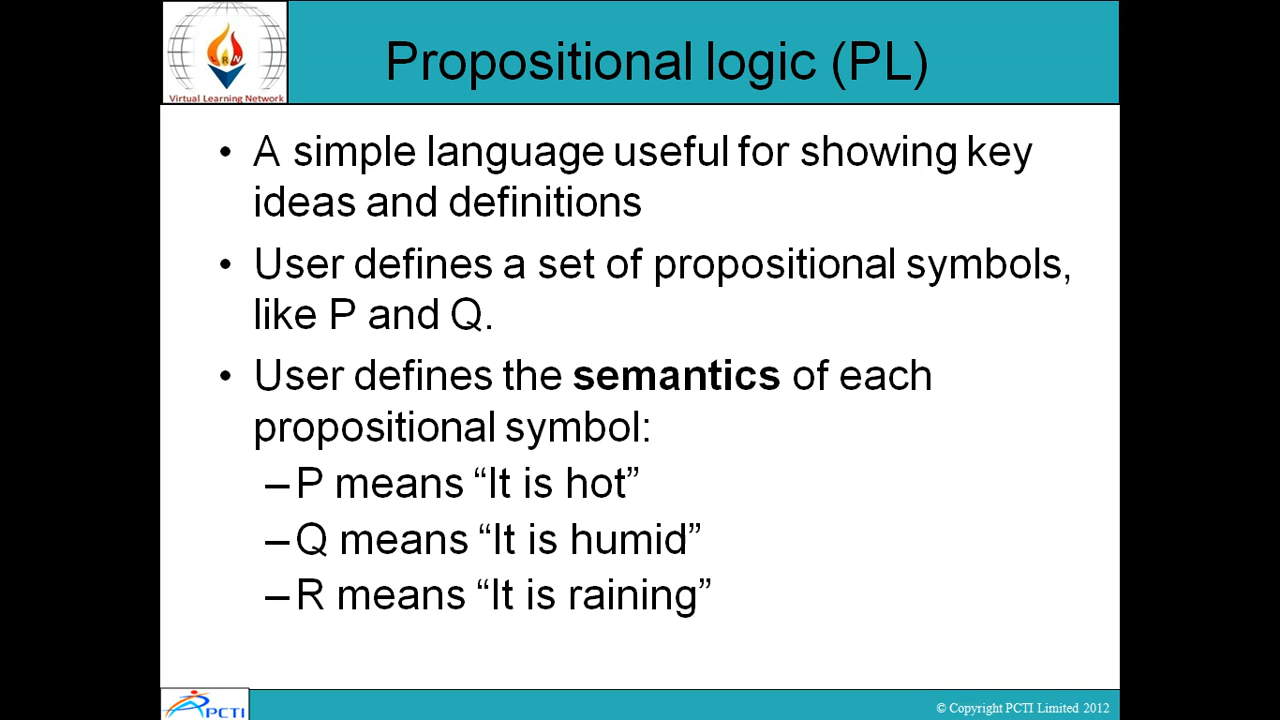 Propositional logic (PL)
LRN
Virtual Learning Network
• A simple language useful for showing key
ideas and definitions
• User defines a set of propositional symbols,
like P and Q.
• User defines the semantics of each
propositional symbol:
– P means “It is hot”
– Q means “It is humid”
– R means “It is raining”
PCTI
© Copyright PCTI Limited 2012